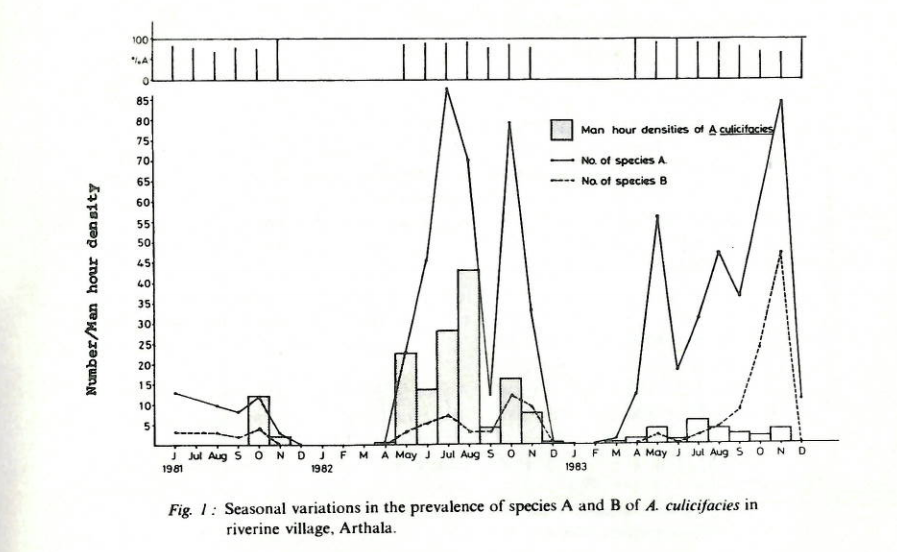 100
%A
0
85
80
75
70
65
60
55
50
45
40
35
30
25
20
15
10
5
Number/Man hour density
Man hour densities of A culicifacies
No. of species A.
No. of species B
J Jul Aug S O N D J F M A May J Jul Aug S O N D J F M A May J Jul Aug S O N D
1981 1982 1983
Fig. 1 : Seasonal variations in the prevalence of species A and B of A. culicifacies in
riverine village, Arthala.